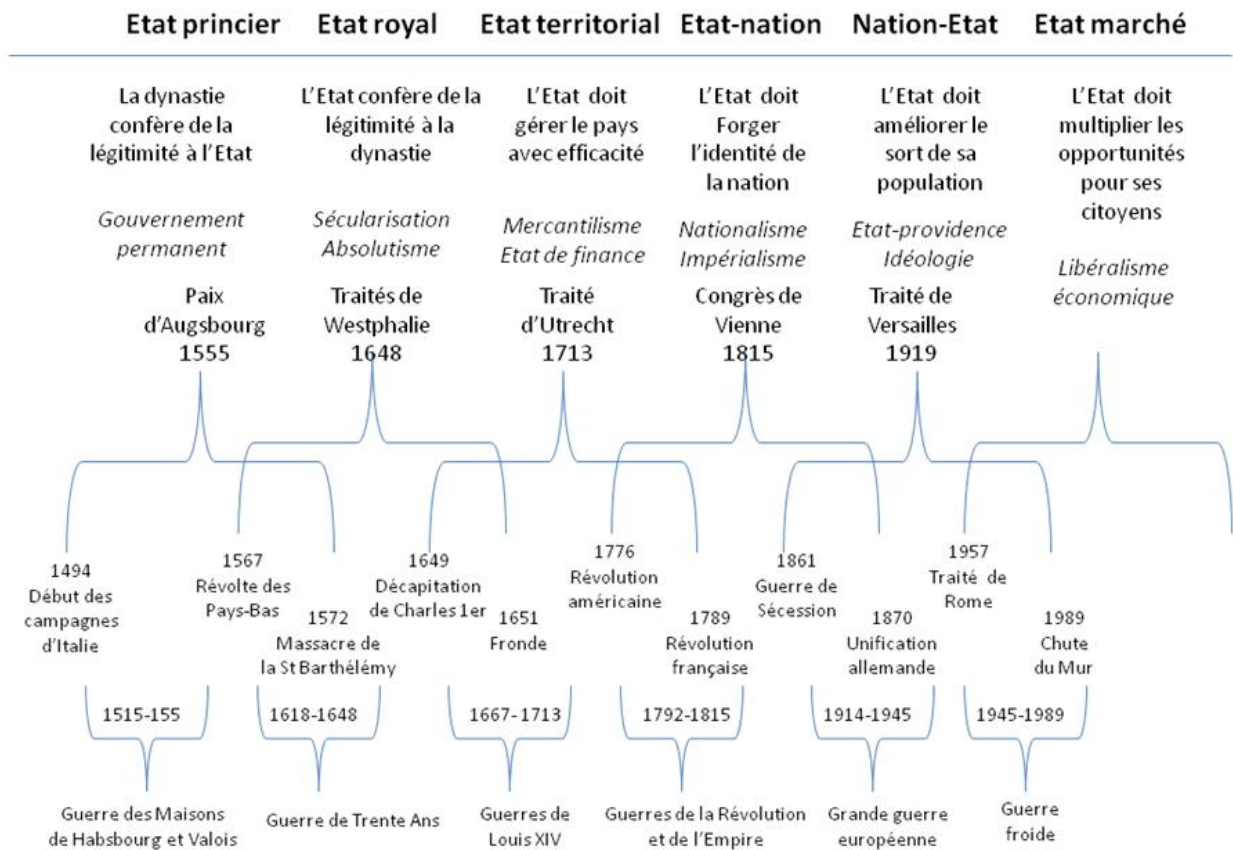 Etat princier Etat royal Etat territorial Etat-nation Nation-Etat Etat marché
La dynastie
confère de la
légitimité à l'Etat
Gouvernement
permanent
Paix
d'Augsbourg
1555
L'Etat confère de la
légitimité à la
dynastie
Sécularisation
Absolutisme
Traités de
Westphalie
1648
L'Etat doit
gérer le pays
avec efficacité
Mercantilisme
Etat de finance
Traité
d'Utrecht
1713
L'Etat doit
Forger
l'identité de
la nation
Nationalisme
Impérialisme
Congrès de
Vienne
1815
L'Etat doit
améliorer le
sort de sa
population
Etat-providence
Idéologie
Traité de
Versailles
1919
L'Etat doit
multiplier les
opportunités
pour ses
citoyens
Libéralisme
économique
1494
Début des
campagnes
d'Italie
1567
Révolte des
Pays-Bas
1572
Massacre de
la St Barthélémy
1649
Décapitation
de Charles 1er
1651
Fronde
1776
Révolution
américaine
1789
Révolution
française
1861
Guerre de
Sécession
1870
Unification
allemande
1957
Traité de
Rome
1989
Chute
du Mur
1515-155
Guerre des Maisons
de Habsbourg et Valois
1618-1648
Guerre de Trente Ans
1667-1713
Guerres de
Louis XIV
1792-1815
Guerres de la Révolution
et de l'Empire
1914-1945
Grande guerre
européenne
1945-1989
Guerre
froide